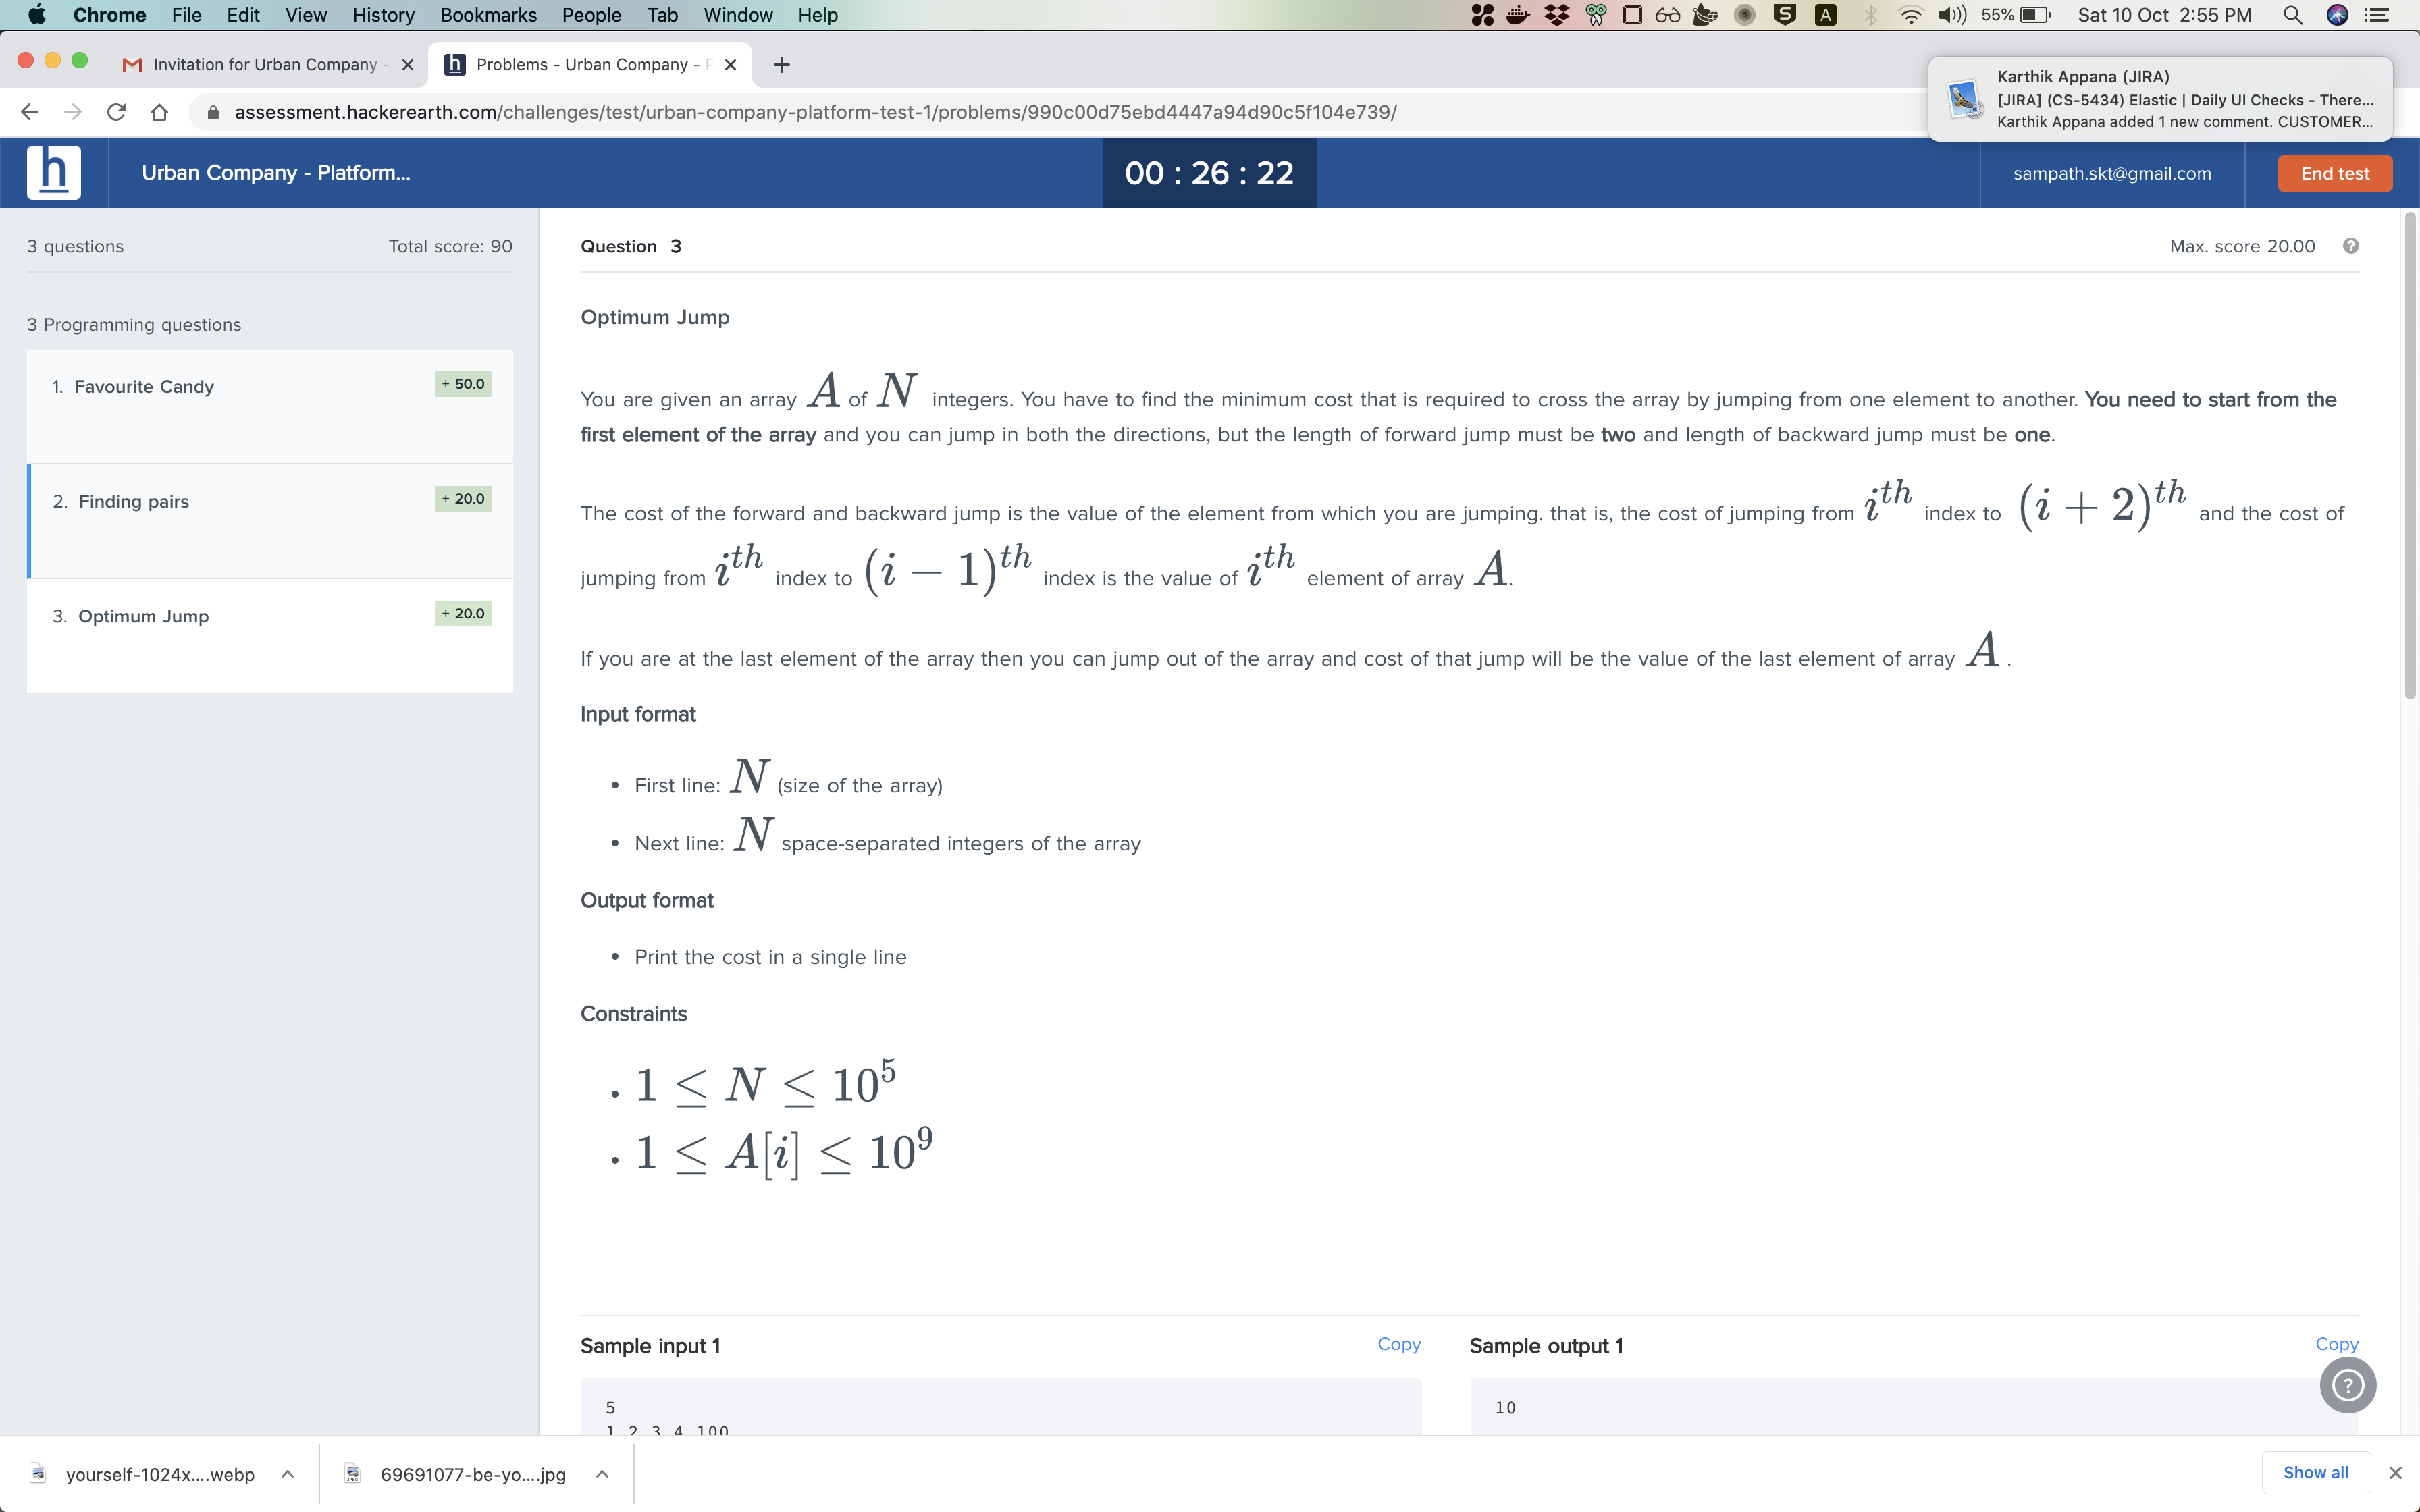 Chrome File Edit View History Bookmarks People Tab Window Help 55% Sat 10 Oct 2:55 PM
Invitation for Urban Company - Problems - Urban Company -
Karthik Appana (JIRA)
[JIRA] (CS-5434) Elastic | Daily UI Checks - There...
Karthik Appana added 1 new comment. CUSTOMER...
assessment.hackerearth.com/challenges/test/urban-company-platform-test-1/problems/990c00d75ebd4447a94d90c5f104e739/
h Urban Company - Platform... 00 : 26 : 22 sampath.skt@gmail.com End test
3 questions Total score: 90
3 Programming questions
1. Favourite Candy + 50.0
2. Finding pairs + 20.0
3. Optimum Jump + 20.0
Question 3 Max. score 20.00 ?
Optimum Jump
You are given an array A of N integers. You have to find the minimum cost that is required to cross the array by jumping from one element to another. You need to start from the
first element of the array and you can jump in both the directions, but the length of forward jump must be two and length of backward jump must be one.
The cost of the forward and backward jump is the value of the element from which you are jumping. that is, the cost of jumping from i^th index to (i + 2)^th and the cost of
jumping from i^th index to (i − 1)^th index is the value of i^th element of array A.
If you are at the last element of the array then you can jump out of the array and cost of that jump will be the value of the last element of array A .
Input format
• First line: N (size of the array)
• Next line: N space-separated integers of the array
Output format
• Print the cost in a single line
Constraints
• 1 ≤ N ≤ 10^5
• 1 ≤ A[i] ≤ 10^9
Sample input 1 Copy
5
1 2 3 4 100
Sample output 1 Copy
10
?
yourself-1024x....webp 69691077-be-yo....jpg Show all